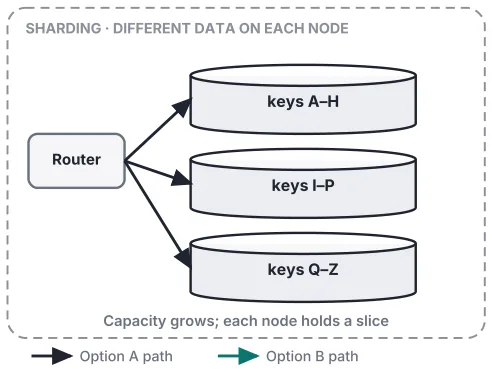 SHARDING · DIFFERENT DATA ON EACH NODE
keys A–H
Router
keys I–P
keys Q–Z
Capacity grows; each node holds a slice
Option A path
Option B path